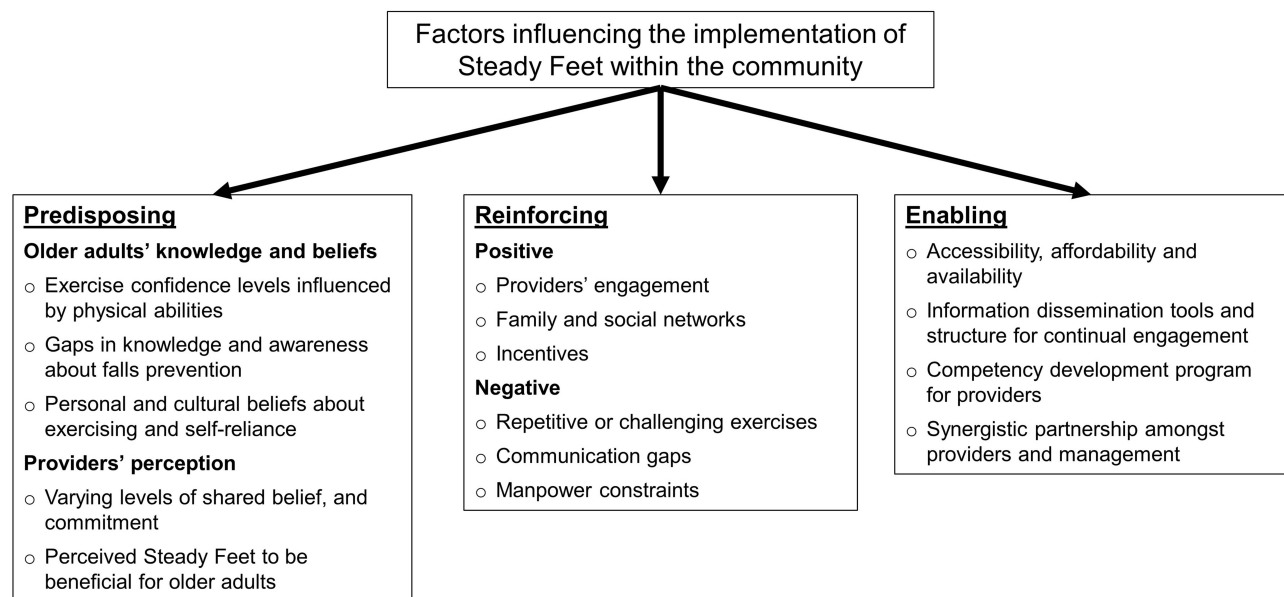 Factors influencing the implementation of
Steady Feet within the community
Predisposing
Older adults’ knowledge and beliefs
○ Exercise confidence levels influenced
by physical abilities
○ Gaps in knowledge and awareness
about falls prevention
○ Personal and cultural beliefs about
exercising and self-reliance
Providers’ perception
○ Varying levels of shared belief, and
commitment
○ Perceived Steady Feet to be
beneficial for older adults
Reinforcing
Positive
○ Providers’ engagement
○ Family and social networks
○ Incentives
Negative
○ Repetitive or challenging exercises
○ Communication gaps
○ Manpower constraints
Enabling
○ Accessibility, affordability and
availability
○ Information dissemination tools and
structure for continual engagement
○ Competency development program
for providers
○ Synergistic partnership amongst
providers and management